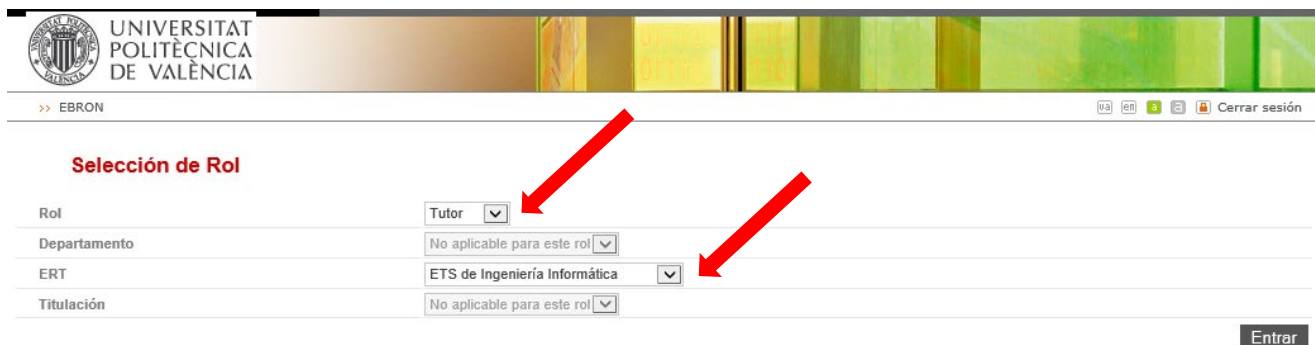 UNIVERSITAT
POLITÈCNICA
DE VALÈNCIA
>> EBRON
va en a a Cerrar sesión
Selección de Rol
Rol Tutor
Departamento No aplicable para este rol
ERT ETS de Ingeniería Informática
Titulación No aplicable para este rol
Entrar